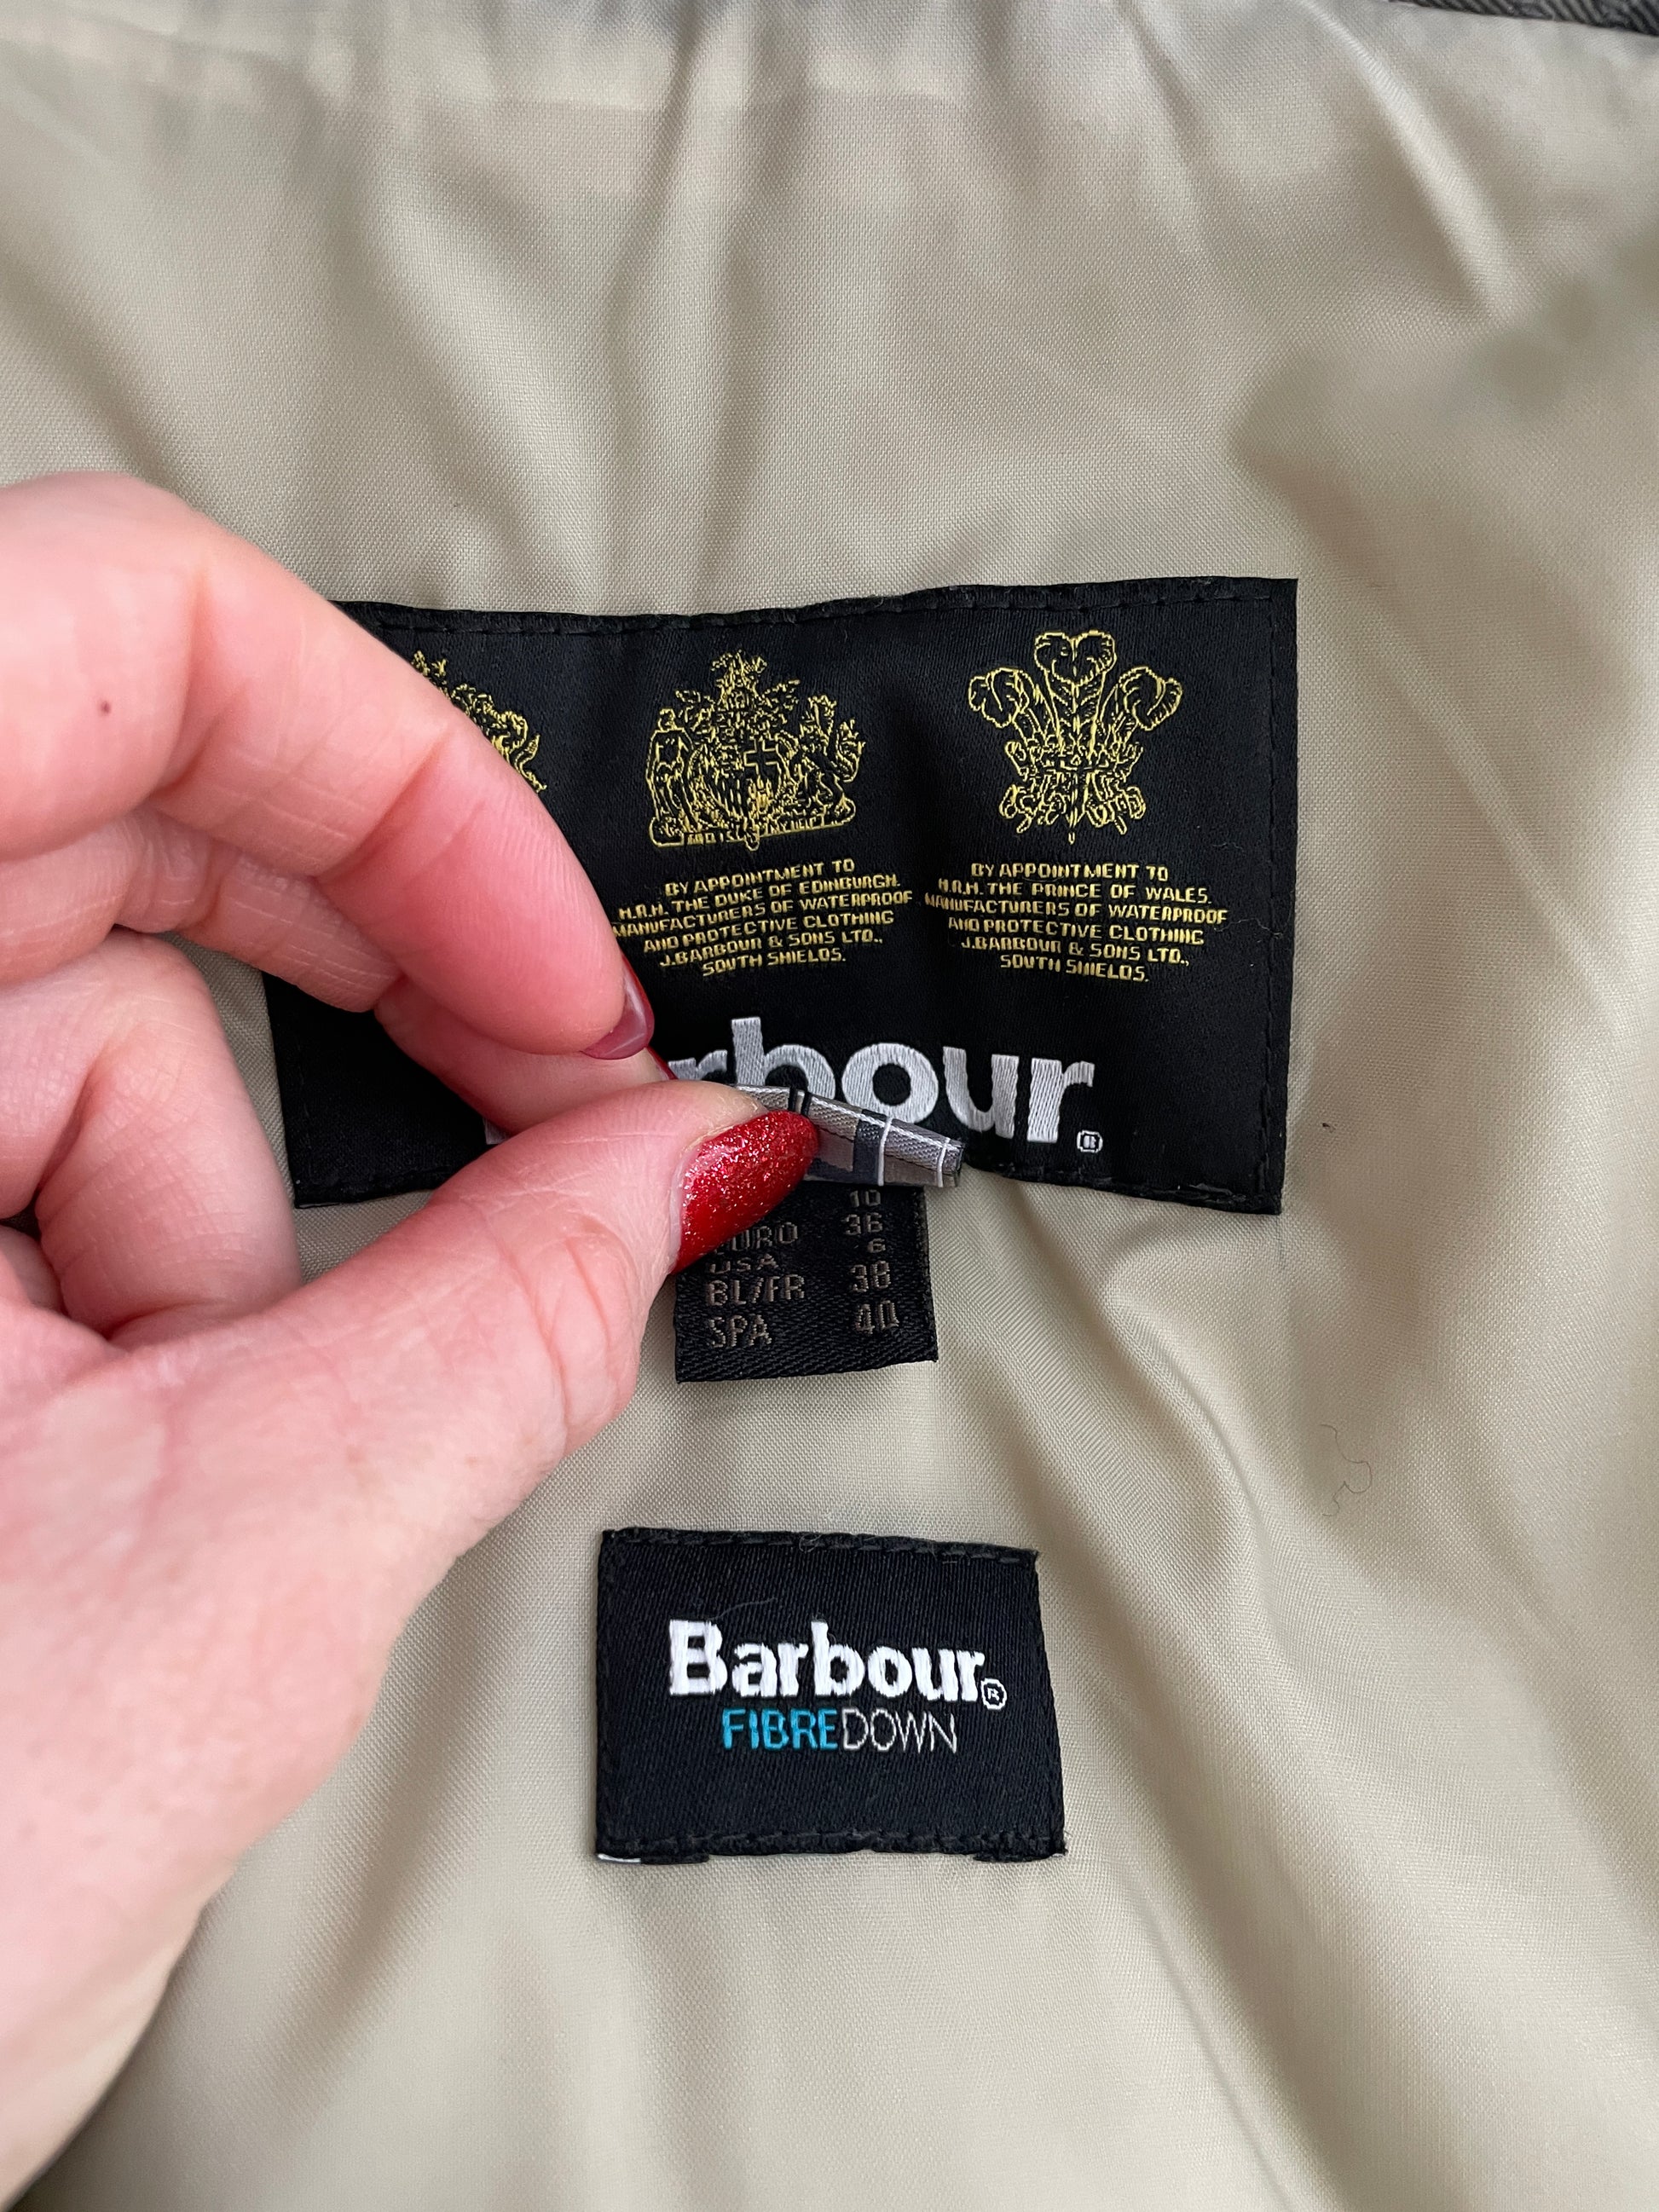 BY APPOINTMENT TO
H.R.H. THE DUKE OF EDINBURGH.
MANUFACTURERS OF WATERPROOF
AND PROTECTIVE CLOTHING
J.BARBOUR & SONS LTD.,
SOUTH SHIELDS.
BY APPOINTMENT TO
H.R.H. THE PRINCE OF WALES.
MANUFACTURERS OF WATERPROOF
AND PROTECTIVE CLOTHING
J.BARBOUR & SONS LTD.,
SOUTH SHIELDS.
rbour®
10
EURO 36
USA 6
BL/FR 38
SPA 40
Barbour®
FIBREDOWN